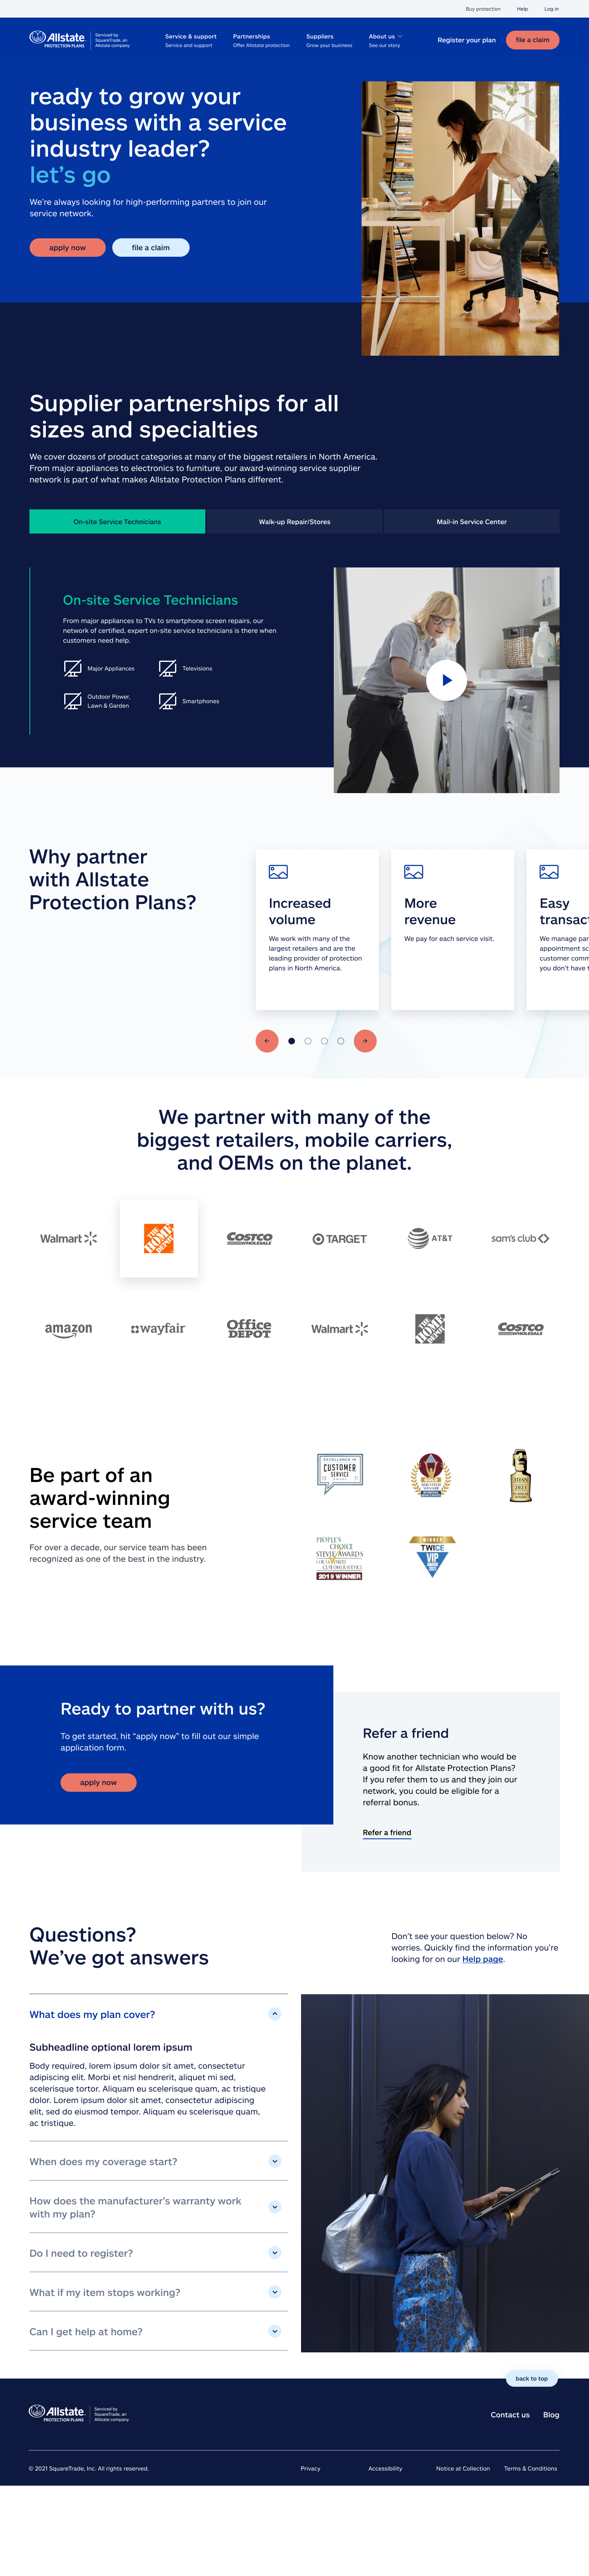 Buy protection
Help
Log in
Allstate
PROTECTION PLANS
Serviced by
SquareTrade, an
Allstate company
Service & support
Service and support
Partnerships
Offer Allstate protection
Suppliers
Grow your business
About us
See our story
Register your plan
file a claim
ready to grow your
business with a service
industry leader?
let's go
We're always looking for high-performing partners to join our
service network.
apply now
file a claim
Supplier partnerships for all
sizes and specialties
We cover dozens of product categories at many of the biggest retailers in North America.
From major appliances to electronics to furniture, our award-winning service supplier
network is part of what makes Allstate Protection Plans different.
On-site Service Technicians
Walk-up Repair/Stores
Mail-in Service Center
On-site Service Technicians
From major appliances to TVs to smartphone screen repairs, our
network of certified, expert on-site service technicians is there when
customers need help.
Major Appliances
Televisions
Outdoor Power,
Lawn & Garden
Smartphones
Why partner
with Allstate
Protection Plans?
Increased
volume
We work with many of the
largest retailers and are the
leading provider of protection
plans in North America.
More
revenue
We pay for each service visit.
Easy
transact
We manage par
appointment sc
customer comm
you don't have t
We partner with many of the
biggest retailers, mobile carriers,
and OEMs on the planet.
Walmart
THE HOME DEPOT
COSTCO
WHOLESALE
TARGET
AT&T
sam's club
amazon
wayfair
Office
DEPOT
Walmart
THE HOME DEPOT
COSTCO
WHOLESALE
Be part of an
award-winning
service team
For over a decade, our service team has been
recognized as one of the best in the industry.
EXCELLENCE IN
CUSTOMER
SERVICE
TITAN
2021
PEOPLE'S
CHOICE
STEVIE AWARDS
FOR FAVORITE
CUSTOMER SERVICE
2019 WINNER
WINNER
TWICE
VIP
Ready to partner with us?
To get started, hit "apply now" to fill out our simple
application form.
apply now
Refer a friend
Know another technician who would be
a good fit for Allstate Protection Plans?
If you refer them to us and they join our
network, you could be eligible for a
referral bonus.
Refer a friend
Questions?
We've got answers
Don't see your question below? No
worries. Quickly find the information you're
looking for on our Help page.
What does my plan cover?
Subheadline optional lorem ipsum
Body required, lorem ipsum dolor sit amet, consectetur
adipiscing elit. Morbi et nisl hendrerit, aliquet mi sed,
scelerisque tortor. Aliquam eu scelerisque quam, ac tristique
dolor. Lorem ipsum dolor sit amet, consectetur adipiscing
elit, sed do eiusmod tempor. Aliquam eu scelerisque quam,
ac tristique.
When does my coverage start?
How does the manufacturer's warranty work
with my plan?
Do I need to register?
What if my item stops working?
Can I get help at home?
back to top
Allstate
PROTECTION PLANS
Serviced by
SquareTrade, an
Allstate company
Contact us
Blog
© 2021 SquareTrade, Inc. All rights reserved.
Privacy
Accessibility
Notice at Collection
Terms & Conditions